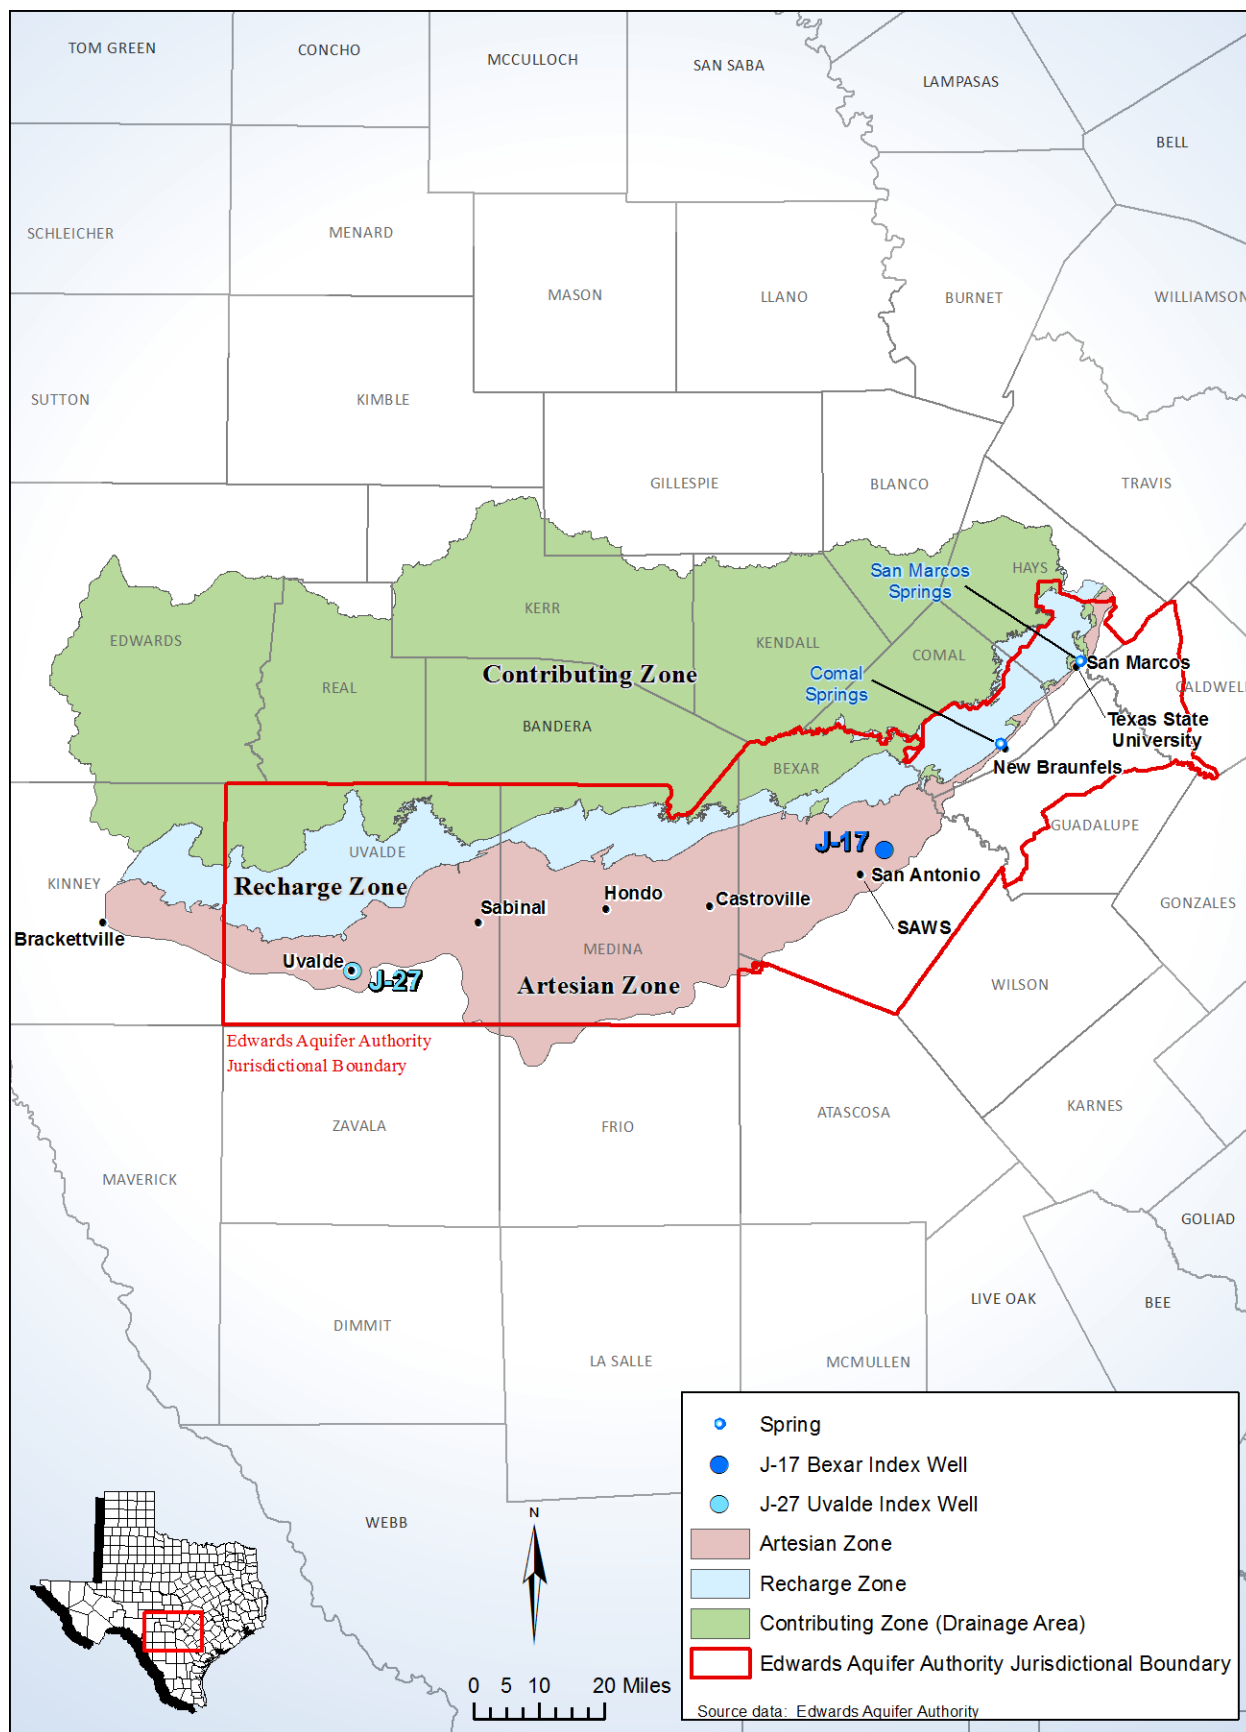 TOM GREEN
CONCHO
MCCULLOCH
SAN SABA
LAMPASAS
BELL
SCHLEICHER
MENARD
MASON
LLANO
BURNET
WILLIAMSON
SUTTON
KIMBLE
GILLESPIE
BLANCO
TRAVIS
HAYS
San Marcos
Springs
EDWARDS
KERR
KENDALL
COMAL
San Marcos
REAL
Contributing Zone
Comal
Springs
CALDWELL
BANDERA
Texas State
University
BEXAR
New Braunfels
GUADALUPE
UVALDE
J-17
KINNEY
Recharge Zone
San Antonio
Hondo
Castroville
Sabinal
GONZALES
Brackettville
SAWS
MEDINA
Uvalde
J-27
Artesian Zone
WILSON
Edwards Aquifer Authority
Jurisdictional Boundary
ZAVALA
FRIO
ATASCOSA
KARNES
MAVERICK
GOLIAD
LIVE OAK
BEE
DIMMIT
LA SALLE
MCMULLEN
WEBB
N
0 5 10 20 Miles
Spring
J-17 Bexar Index Well
J-27 Uvalde Index Well
Artesian Zone
Recharge Zone
Contributing Zone (Drainage Area)
Edwards Aquifer Authority Jurisdictional Boundary
Source data: Edwards Aquifer Authority